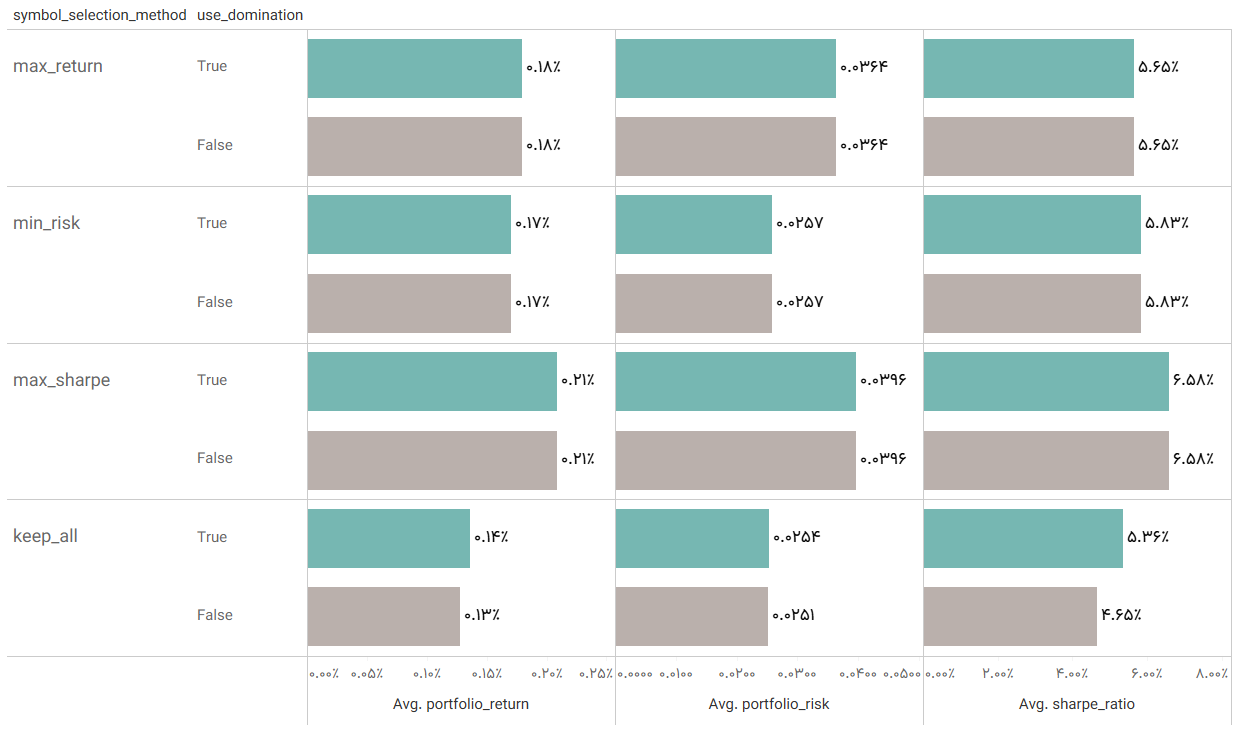 symbol_selection_method use_domination
max_return True ۰.۱۸٪ ۰.۰۳۶۴ ۵.۶۵٪
False ۰.۱۸٪ ۰.۰۳۶۴ ۵.۶۵٪
min_risk True ۰.۱۷٪ ۰.۰۲۵۷ ۵.۸۳٪
False ۰.۱۷٪ ۰.۰۲۵۷ ۵.۸۳٪
max_sharpe True ۰.۲۱٪ ۰.۰۳۹۶ ۶.۵۸٪
False ۰.۲۱٪ ۰.۰۳۹۶ ۶.۵۸٪
keep_all True ۰.۱۴٪ ۰.۰۲۵۴ ۵.۳۶٪
False ۰.۱۳٪ ۰.۰۲۵۱ ۴.۶۵٪
۰.۰۰٪ ۰.۰۵٪ ۰.۱۰٪ ۰.۱۵٪ ۰.۲۰٪ ۰.۲۵٪ ۰.۰۰۰۰ ۰.۰۱۰۰ ۰.۰۲۰۰ ۰.۰۳۰۰ ۰.۰۴۰۰ ۰.۰۵۰۰ ۰.۰۰٪ ۲.۰۰٪ ۴.۰۰٪ ۶.۰۰٪ ۸.۰۰٪
Avg. portfolio_return Avg. portfolio_risk Avg. sharpe_ratio